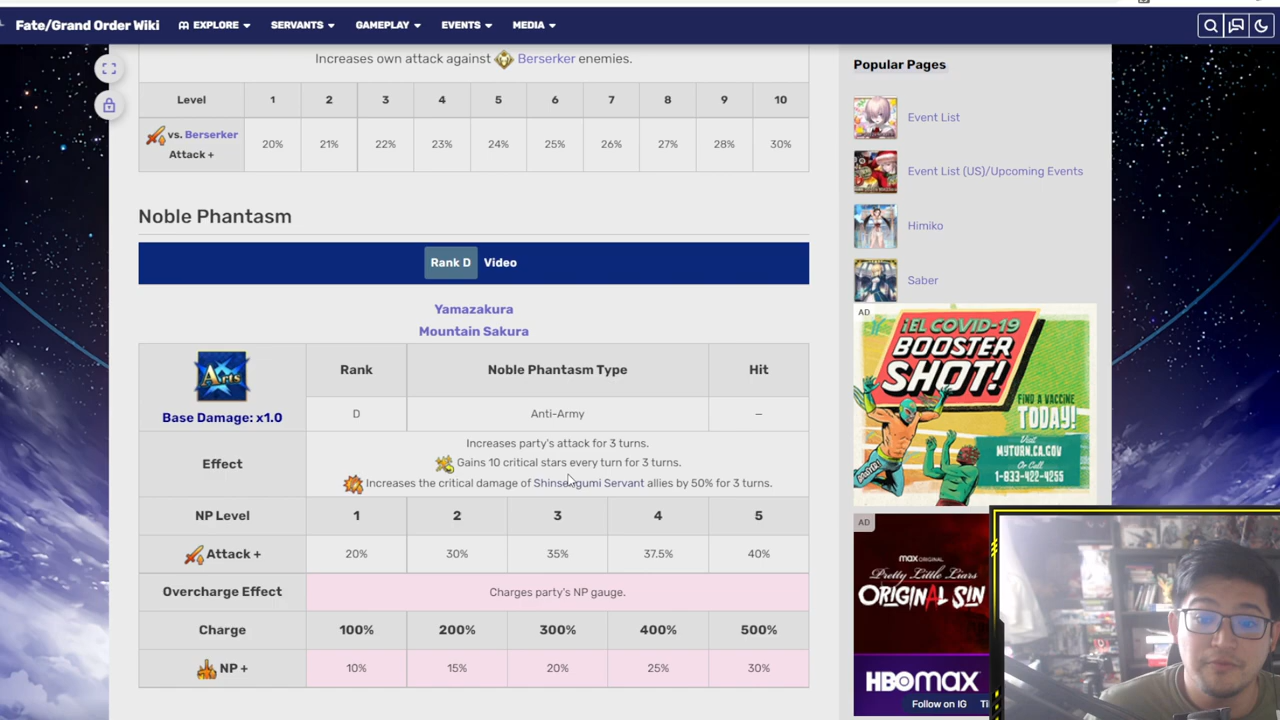 Fate/Grand Order Wiki
EXPLORE
SERVANTS
GAMEPLAY
EVENTS
MEDIA
Increases own attack against Berserker enemies.
Level 1 2 3 4 5 6 7 8 9 10
vs. Berserker
Attack + 20% 21% 22% 23% 24% 25% 26% 27% 28% 30%
Noble Phantasm
Rank D Video
Yamazakura
Mountain Sakura
Arts
Base Damage: x1.0
Rank Noble Phantasm Type Hit
D Anti-Army –
Effect
Increases party's attack for 3 turns.
Gains 10 critical stars every turn for 3 turns.
Increases the critical damage of Shinsengumi Servant allies by 50% for 3 turns.
NP Level 1 2 3 4 5
Attack + 20% 30% 35% 37.5% 40%
Overcharge Effect Charges party's NP gauge.
Charge 100% 200% 300% 400% 500%
NP + 10% 15% 20% 25% 30%
Popular Pages
Event List
Event List (US)/Upcoming Events
Himiko
Saber
AD
¡EL COVID-19
BOOSTER
SHOT!
FIND A VACCINE
TODAY!
Visit
MYTURN.CA.GOV
Or Call
1-833-422-4255
AD
max ORIGINAL
Pretty Little Liars
ORIGINAL SIN
HBOmax
Follow on IG